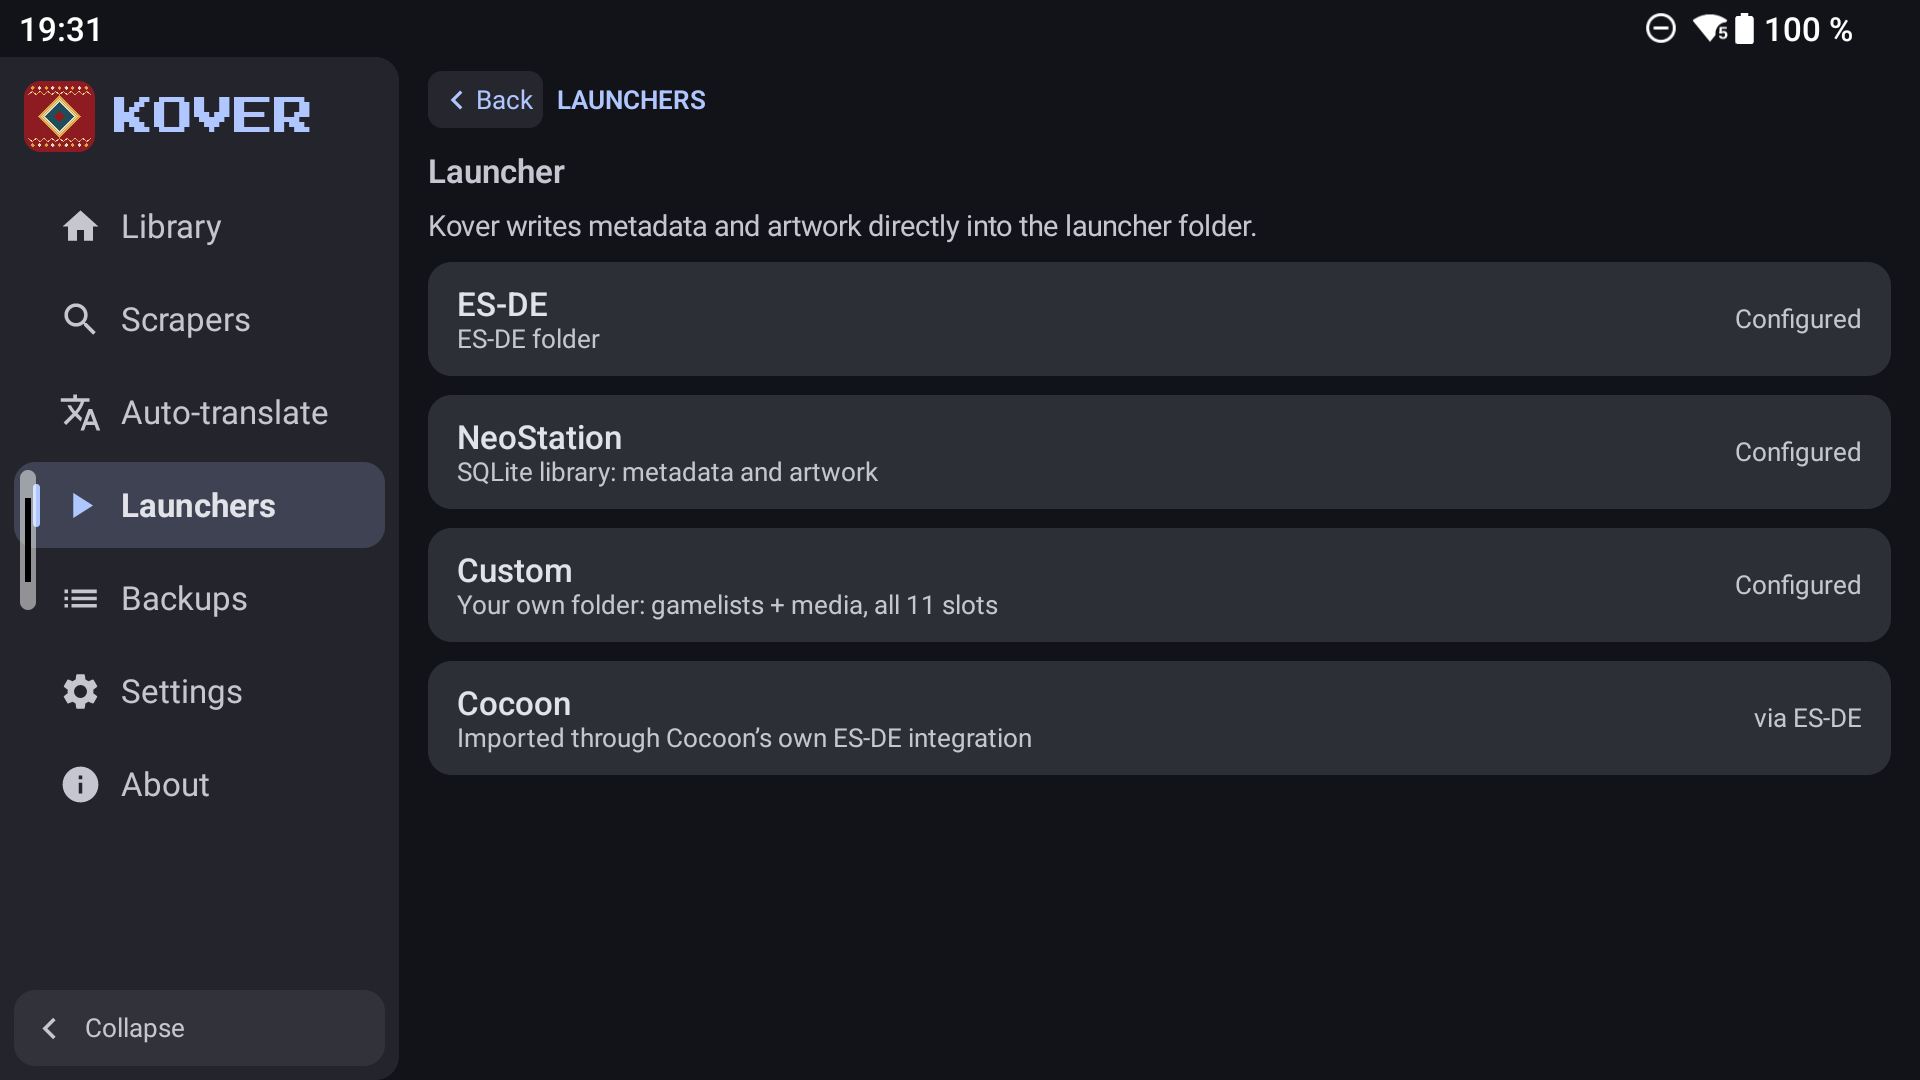 19:31
5 100 %
KOVER
Library
Scrapers
Auto-translate
Launchers
Backups
Settings
About
Collapse
Back LAUNCHERS
Launcher
Kover writes metadata and artwork directly into the launcher folder.
ES-DE
ES-DE folder
Configured
NeoStation
SQLite library: metadata and artwork
Configured
Custom
Your own folder: gamelists + media, all 11 slots
Configured
Cocoon
Imported through Cocoon’s own ES-DE integration
via ES-DE